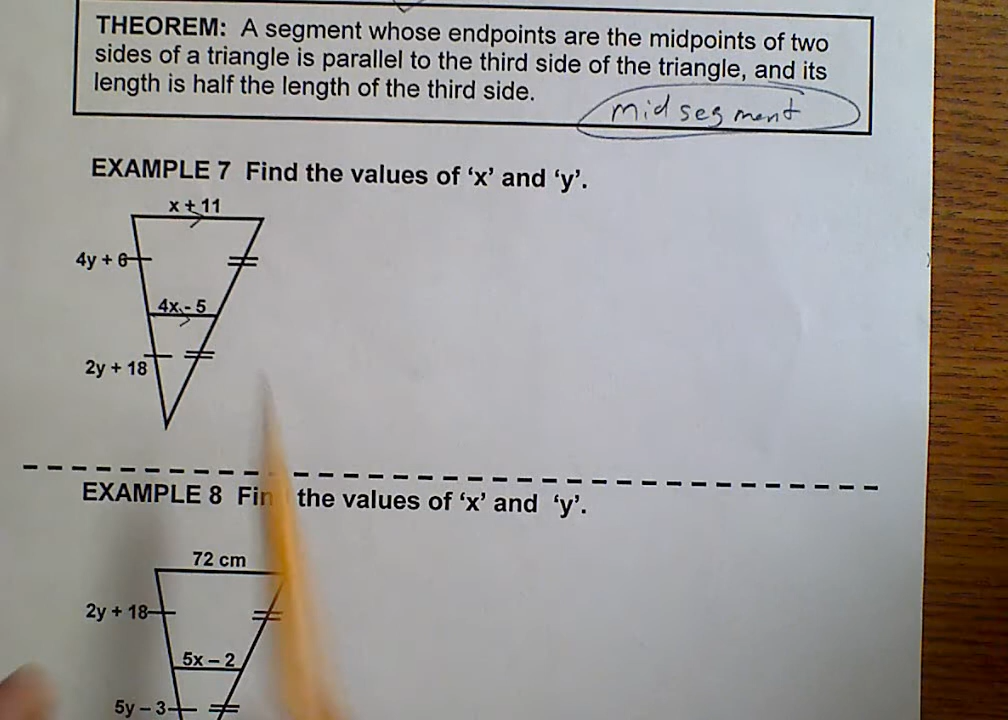 THEOREM: A segment whose endpoints are the midpoints of two
sides of a triangle is parallel to the third side of the triangle, and its
length is half the length of the third side.
midsegment
EXAMPLE 7 Find the values of ‘x’ and ‘y’.
x + 11
4y + 6
4x - 5
2y + 18
EXAMPLE 8 Fin the values of ‘x’ and ‘y’.
72 cm
2y + 18
5x – 2
5y – 3